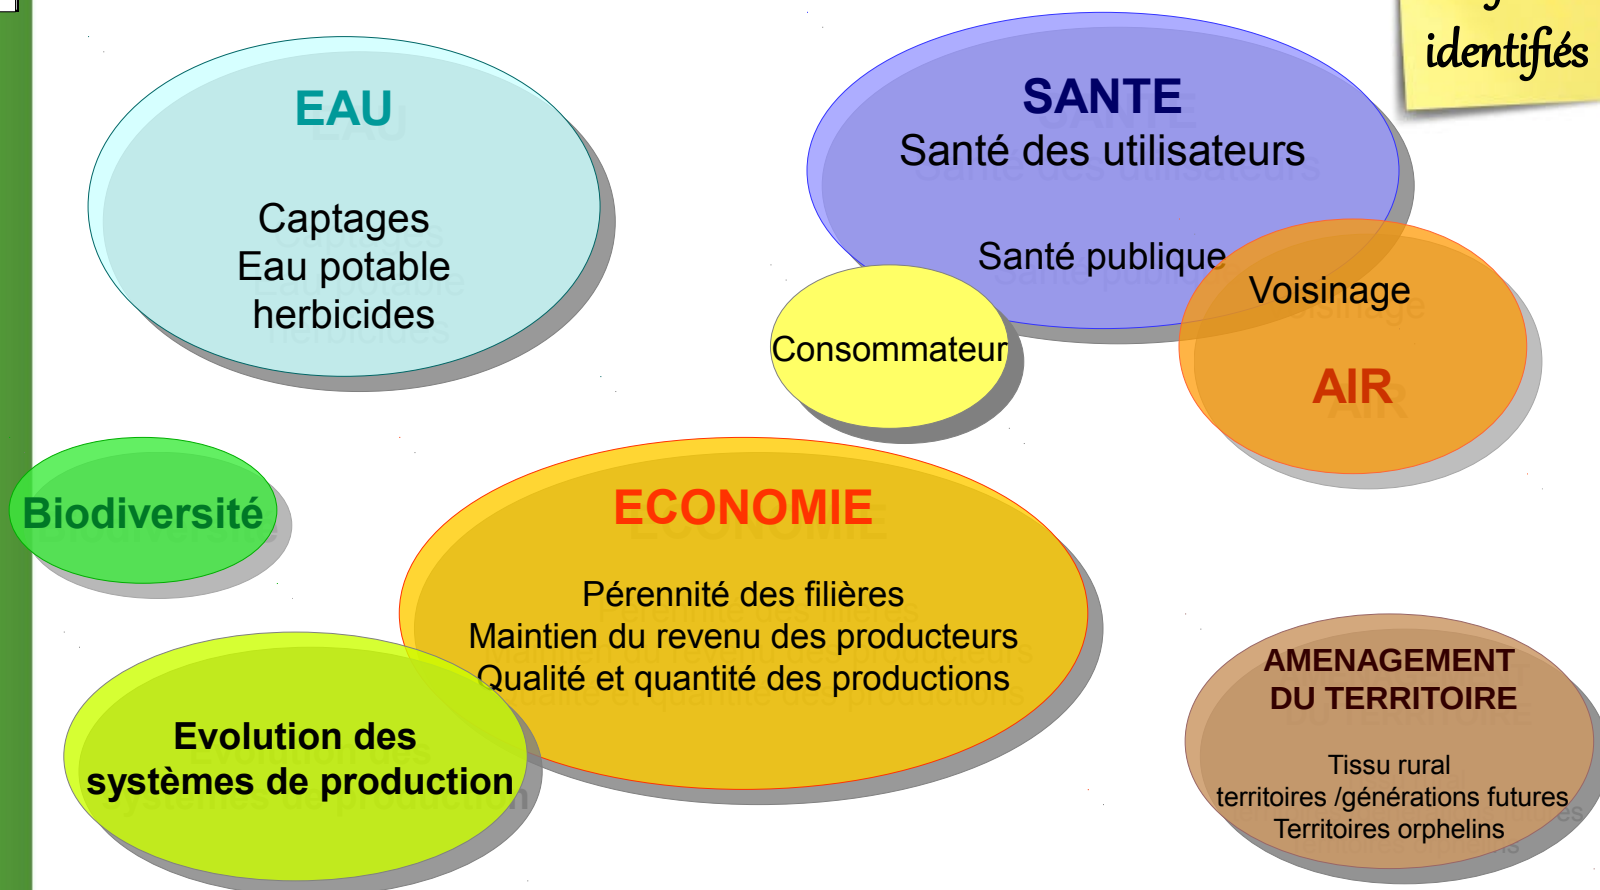 identifiés
EAU
Captages
Eau potable
herbicides
SANTE
Santé des utilisateurs
Santé publique
Voisinage
AIR
Consommateur
Biodiversité
ECONOMIE
Pérennité des filières
Maintien du revenu des producteurs
Qualité et quantité des productions
Evolution des
systèmes de production
AMENAGEMENT
DU TERRITOIRE
Tissu rural
territoires /générations futures
Territoires orphelins